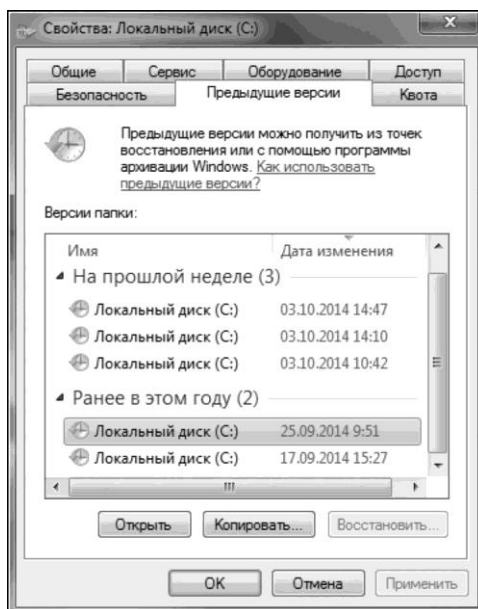 Свойства: Локальный диск (C:)
Общие Сервис Оборудование Доступ
Безопасность Предыдущие версии Квота
Предыдущие версии можно получить из точек
восстановления или с помощью программы
архивации Windows. Как использовать
предыдущие версии?
Версии папки:
Имя Дата изменения
На прошлой неделе (3)
Локальный диск (C:) 03.10.2014 14:47
Локальный диск (C:) 03.10.2014 14:10
Локальный диск (C:) 03.10.2014 10:42
Ранее в этом году (2)
Локальный диск (C:) 25.09.2014 9:51
Локальный диск (C:) 17.09.2014 15:27
Открыть Копировать... Восстановить...
ОК Отмена Применить